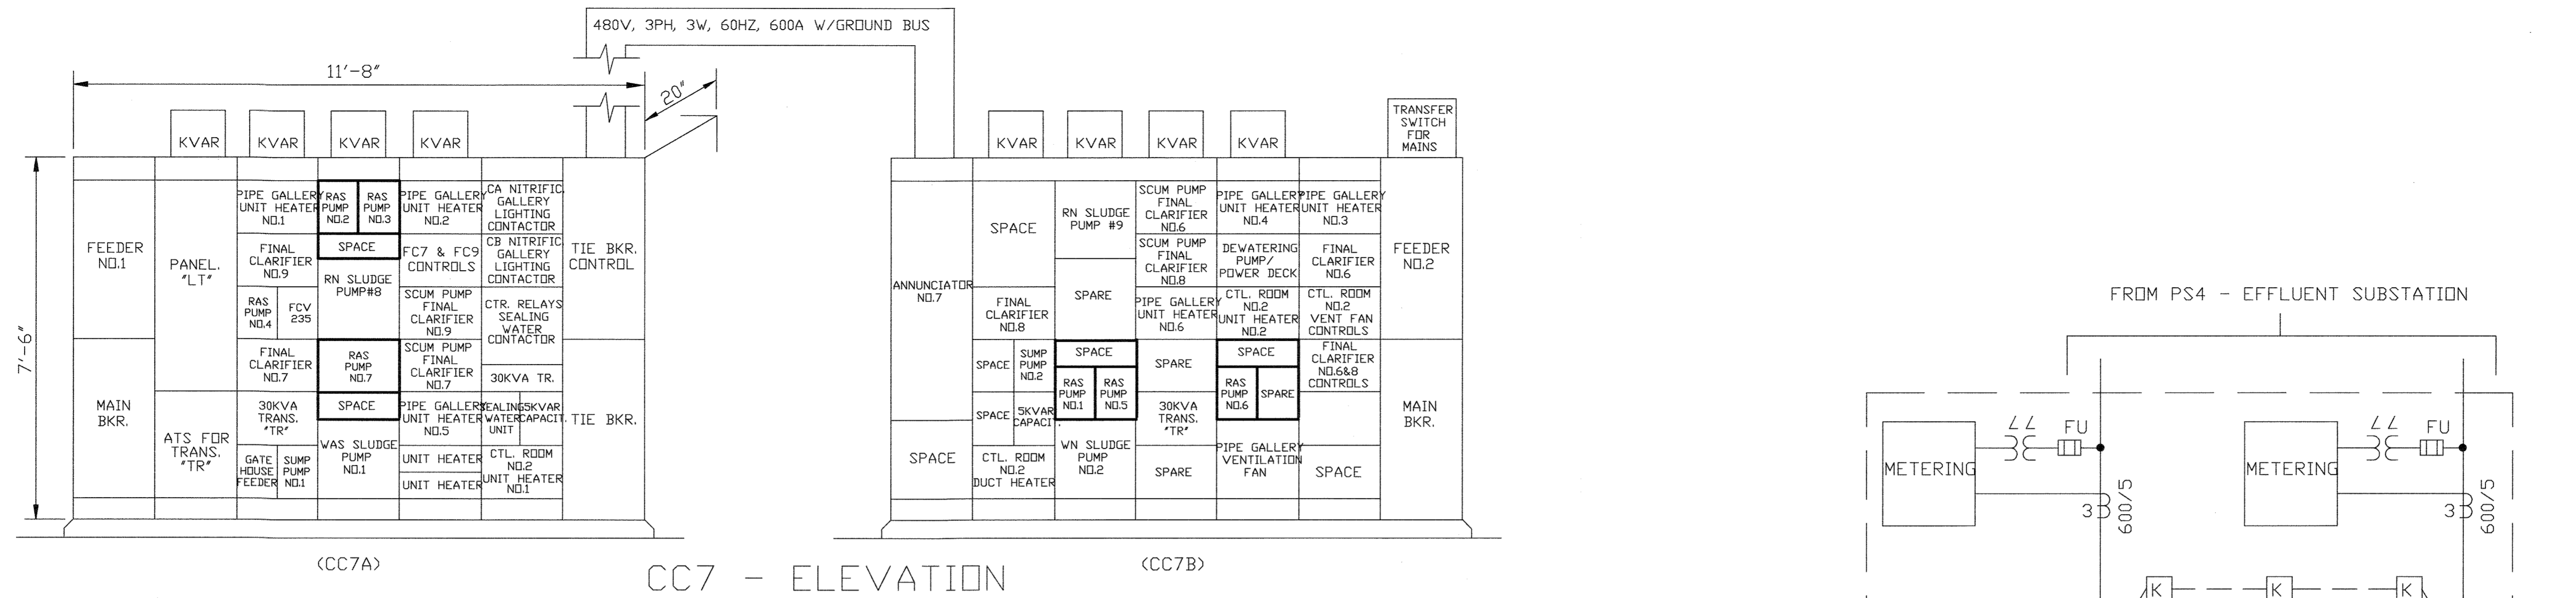 480V, 3PH, 3W, 60HZ, 600A W/GROUND BUS
11'-8"
20"
7'-6"
KVAR
KVAR
KVAR
KVAR
FEEDER
NO.1
MAIN
BKR.
PANEL.
"LT"
ATS FOR
TRANS.
"TR"
PIPE GALLERY
UNIT HEATER
NO.1
FINAL
CLARIFIER
NO.9
RAS
PUMP
NO.4
FCV
235
FINAL
CLARIFIER
NO.7
30KVA
TRANS.
"TR"
GATE
HOUSE
FEEDER
SUMP
PUMP
NO.1
RAS
PUMP
NO.2
RAS
PUMP
NO.3
SPACE
RN SLUDGE
PUMP#8
RAS
PUMP
NO.7
SPACE
WAS SLUDGE
PUMP
NO.1
PIPE GALLERY
UNIT HEATER
NO.2
FC7 & FC9
CONTROLS
SCUM PUMP
FINAL
CLARIFIER
NO.9
SCUM PUMP
FINAL
CLARIFIER
NO.7
PIPE GALLERY
UNIT HEATER
NO.5
UNIT HEATER
UNIT HEATER
CA NITRIFIC.
GALLERY
LIGHTING
CONTACTOR
CB NITRIFIC.
GALLERY
LIGHTING
CONTACTOR
CTR. RELAYS
SEALING
WATER
CONTACTOR
30KVA TR.
SEALING
WATER
UNIT
5KVAR
CAPACIT.
CTL. ROOM
NO.2
UNIT HEATER
NO.1
TIE BKR.
CONTROL
TIE BKR.
(CC7A)
KVAR
KVAR
KVAR
KVAR
TRANSFER
SWITCH
FOR
MAINS
ANNUNCIATOR
NO.7
SPACE
SPACE
FINAL
CLARIFIER
NO.8
SPACE
SUMP
PUMP
NO.2
SPACE
5KVAR
CAPACIT.
CTL. ROOM
NO.2
DUCT HEATER
RN SLUDGE
PUMP #9
SPARE
SPACE
RAS
PUMP
NO.1
RAS
PUMP
NO.5
WN SLUDGE
PUMP
NO.2
SCUM PUMP
FINAL
CLARIFIER
NO.6
SCUM PUMP
FINAL
CLARIFIER
NO.8
PIPE GALLERY
UNIT HEATER
NO.6
SPARE
30KVA
TRANS.
"TR"
SPARE
PIPE GALLERY
UNIT HEATER
NO.4
DEWATERING
PUMP/
POWER DECK
CTL. ROOM
NO.2
UNIT HEATER
NO.2
SPACE
RAS
PUMP
NO.6
SPARE
PIPE GALLERY
VENTILATION
FAN
PIPE GALLERY
UNIT HEATER
NO.3
FINAL
CLARIFIER
NO.6
CTL. ROOM
NO.2
VENT FAN
CONTROLS
FINAL
CLARIFIER
NO.6&8
CONTROLS
SPACE
FEEDER
NO.2
MAIN
BKR.
(CC7B)
CC7 - ELEVATION
FROM PS4 - EFFLUENT SUBSTATION
METERING
FU
3
600/5
METERING
FU
3
600/5
K
K
K